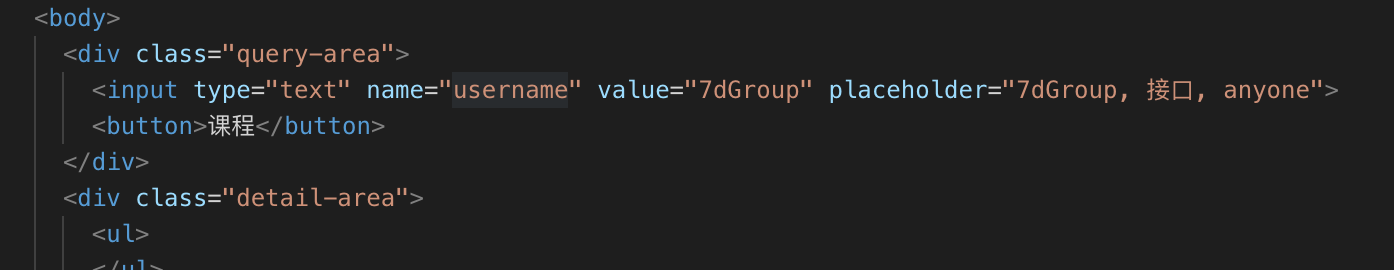 <body>
<div class="query-area">
<input type="text" name="username" value="7dGroup" placeholder="7dGroup, 接口, anyone">
<button>课程</button>
</div>
<div class="detail-area">
<ul>
</ul>